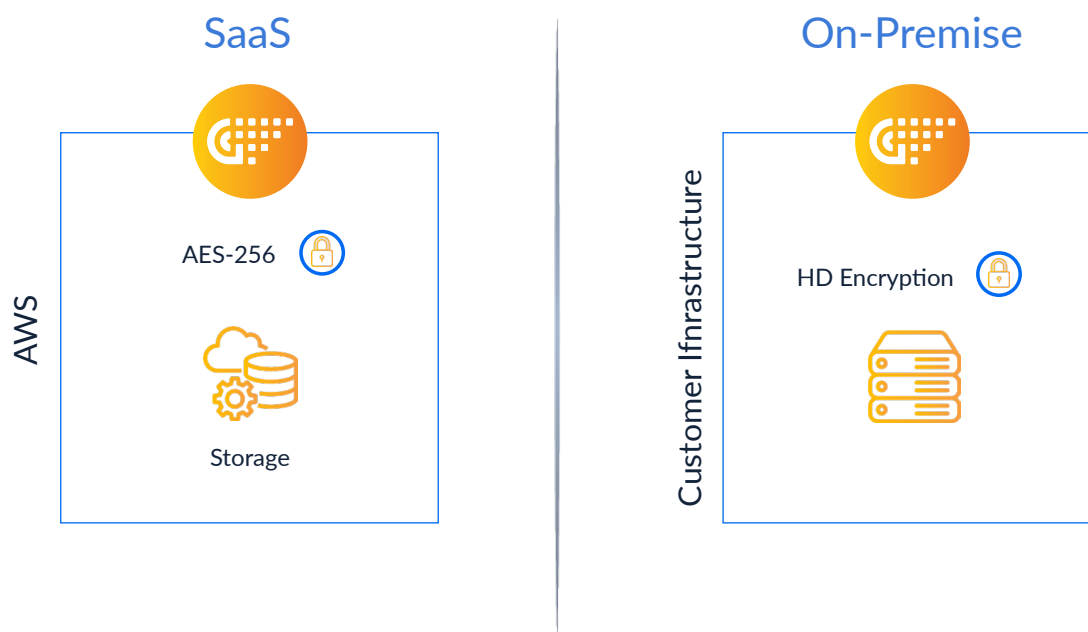 SaaS
On-Premise
AWS
AES-256
Storage
Customer Ifnrastructure
HD Encryption